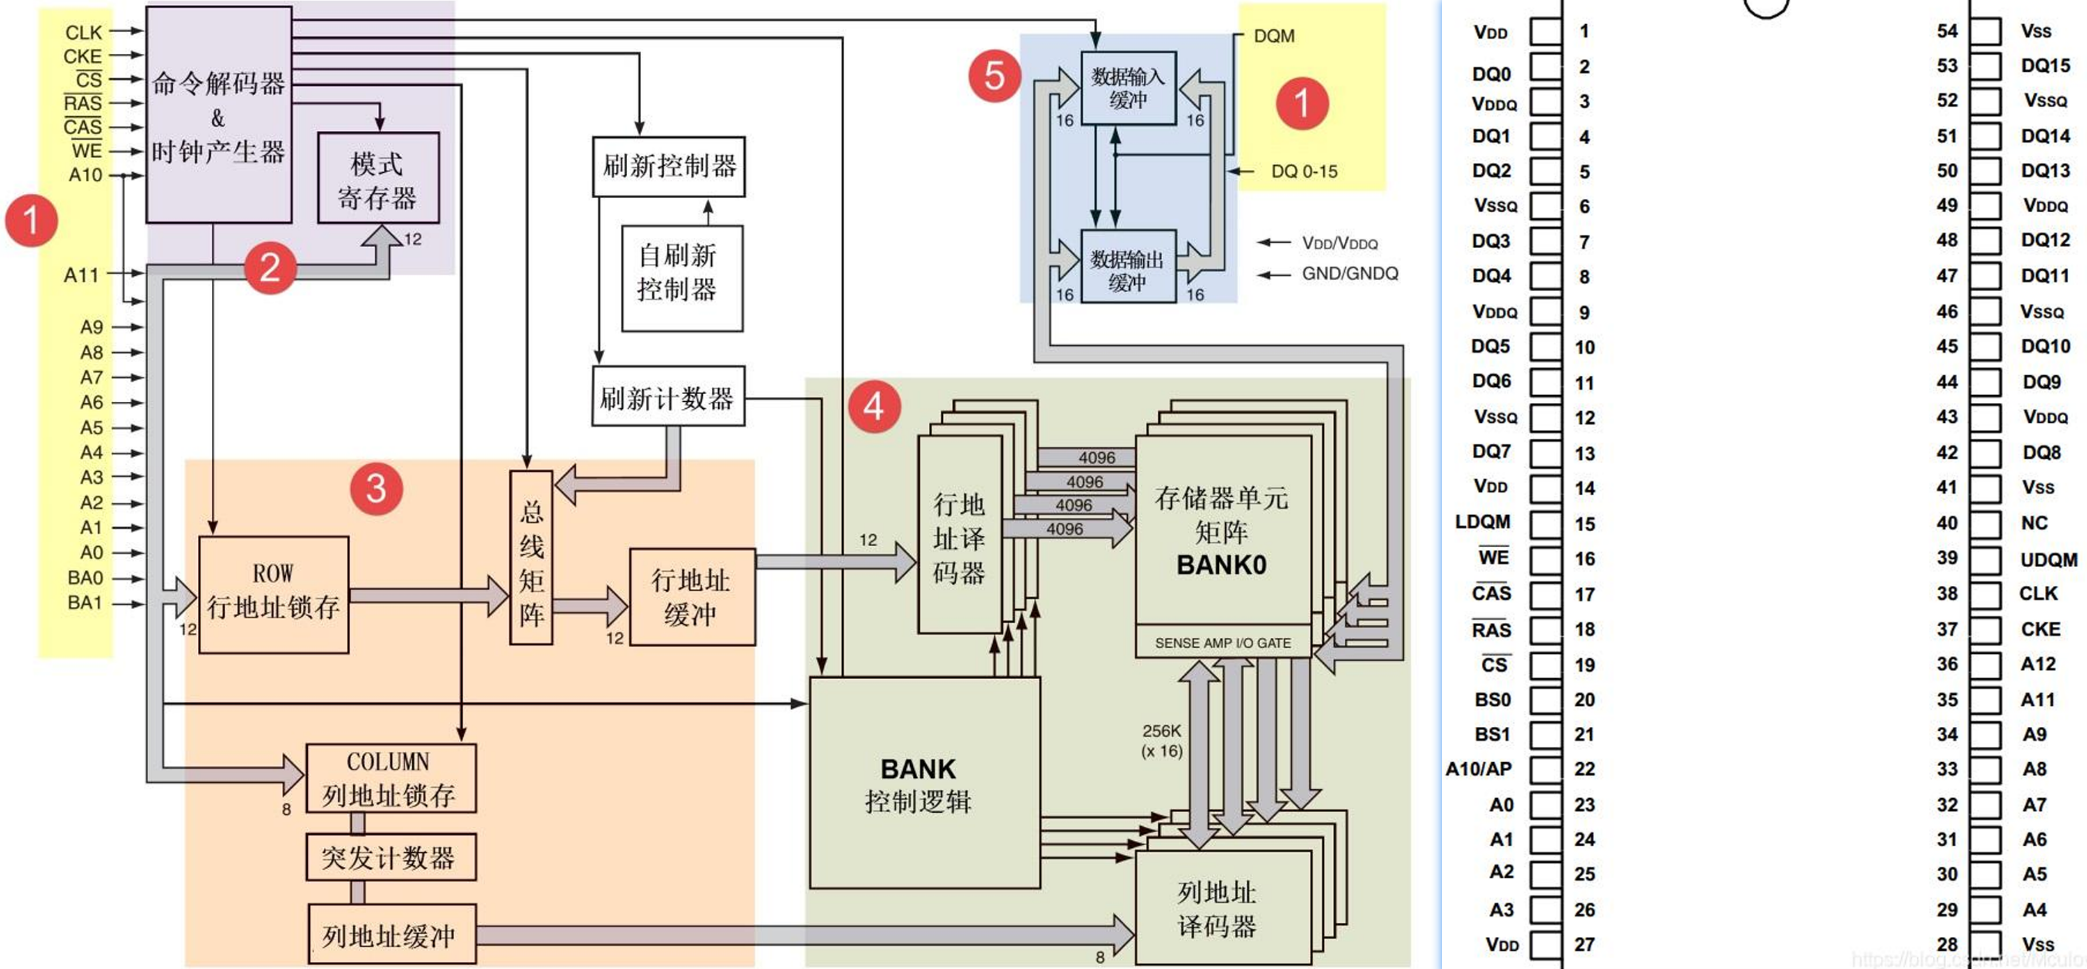 CLK
CKE
CS
RAS
CAS
WE
A10
A11
A9
A8
A7
A6
A5
A4
A3
A2
A1
A0
BA0
BA1
1
命令解码器
&
时钟产生器
模式
寄存器
12
2
刷新控制器
自刷新
控制器
刷新计数器
3
ROW
行地址锁存
12
总
线
矩
阵
12
行地址
缓冲
COLUMN
列地址锁存
8
突发计数器
列地址缓冲
5
数据输入
缓冲
16
16
数据输出
缓冲
16
16
DQM
1
DQ 0-15
VDD/VDDQ
GND/GNDQ
4
12
行地
址译
码器
4096
4096
4096
4096
存储器单元
矩阵
BANK0
SENSE AMP I/O GATE
256K
(x 16)
BANK
控制逻辑
列地址
译码器
8
VDD 1 54 VSS
DQ0 2 53 DQ15
VDDQ 3 52 VSSQ
DQ1 4 51 DQ14
DQ2 5 50 DQ13
VSSQ 6 49 VDDQ
DQ3 7 48 DQ12
DQ4 8 47 DQ11
VDDQ 9 46 VSSQ
DQ5 10 45 DQ10
DQ6 11 44 DQ9
VSSQ 12 43 VDDQ
DQ7 13 42 DQ8
VDD 14 41 VSS
LDQM 15 40 NC
WE 16 39 UDQM
CAS 17 38 CLK
RAS 18 37 CKE
CS 19 36 A12
BS0 20 35 A11
BS1 21 34 A9
A10/AP 22 33 A8
A0 23 32 A7
A1 24 31 A6
A2 25 30 A5
A3 26 29 A4
VDD 27 28 VSS